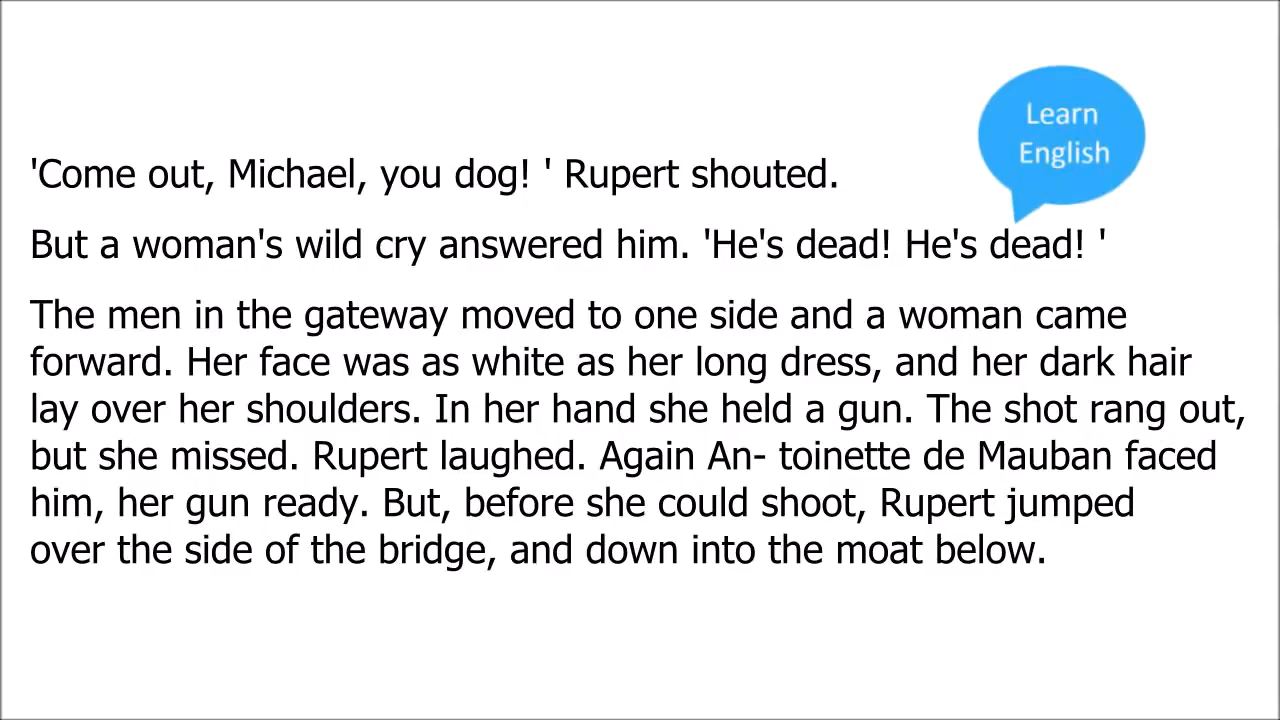 Learn
English
'Come out, Michael, you dog! ' Rupert shouted.
But a woman's wild cry answered him. 'He's dead! He's dead! '
The men in the gateway moved to one side and a woman came
forward. Her face was as white as her long dress, and her dark hair
lay over her shoulders. In her hand she held a gun. The shot rang out,
but she missed. Rupert laughed. Again An- toinette de Mauban faced
him, her gun ready. But, before she could shoot, Rupert jumped
over the side of the bridge, and down into the moat below.